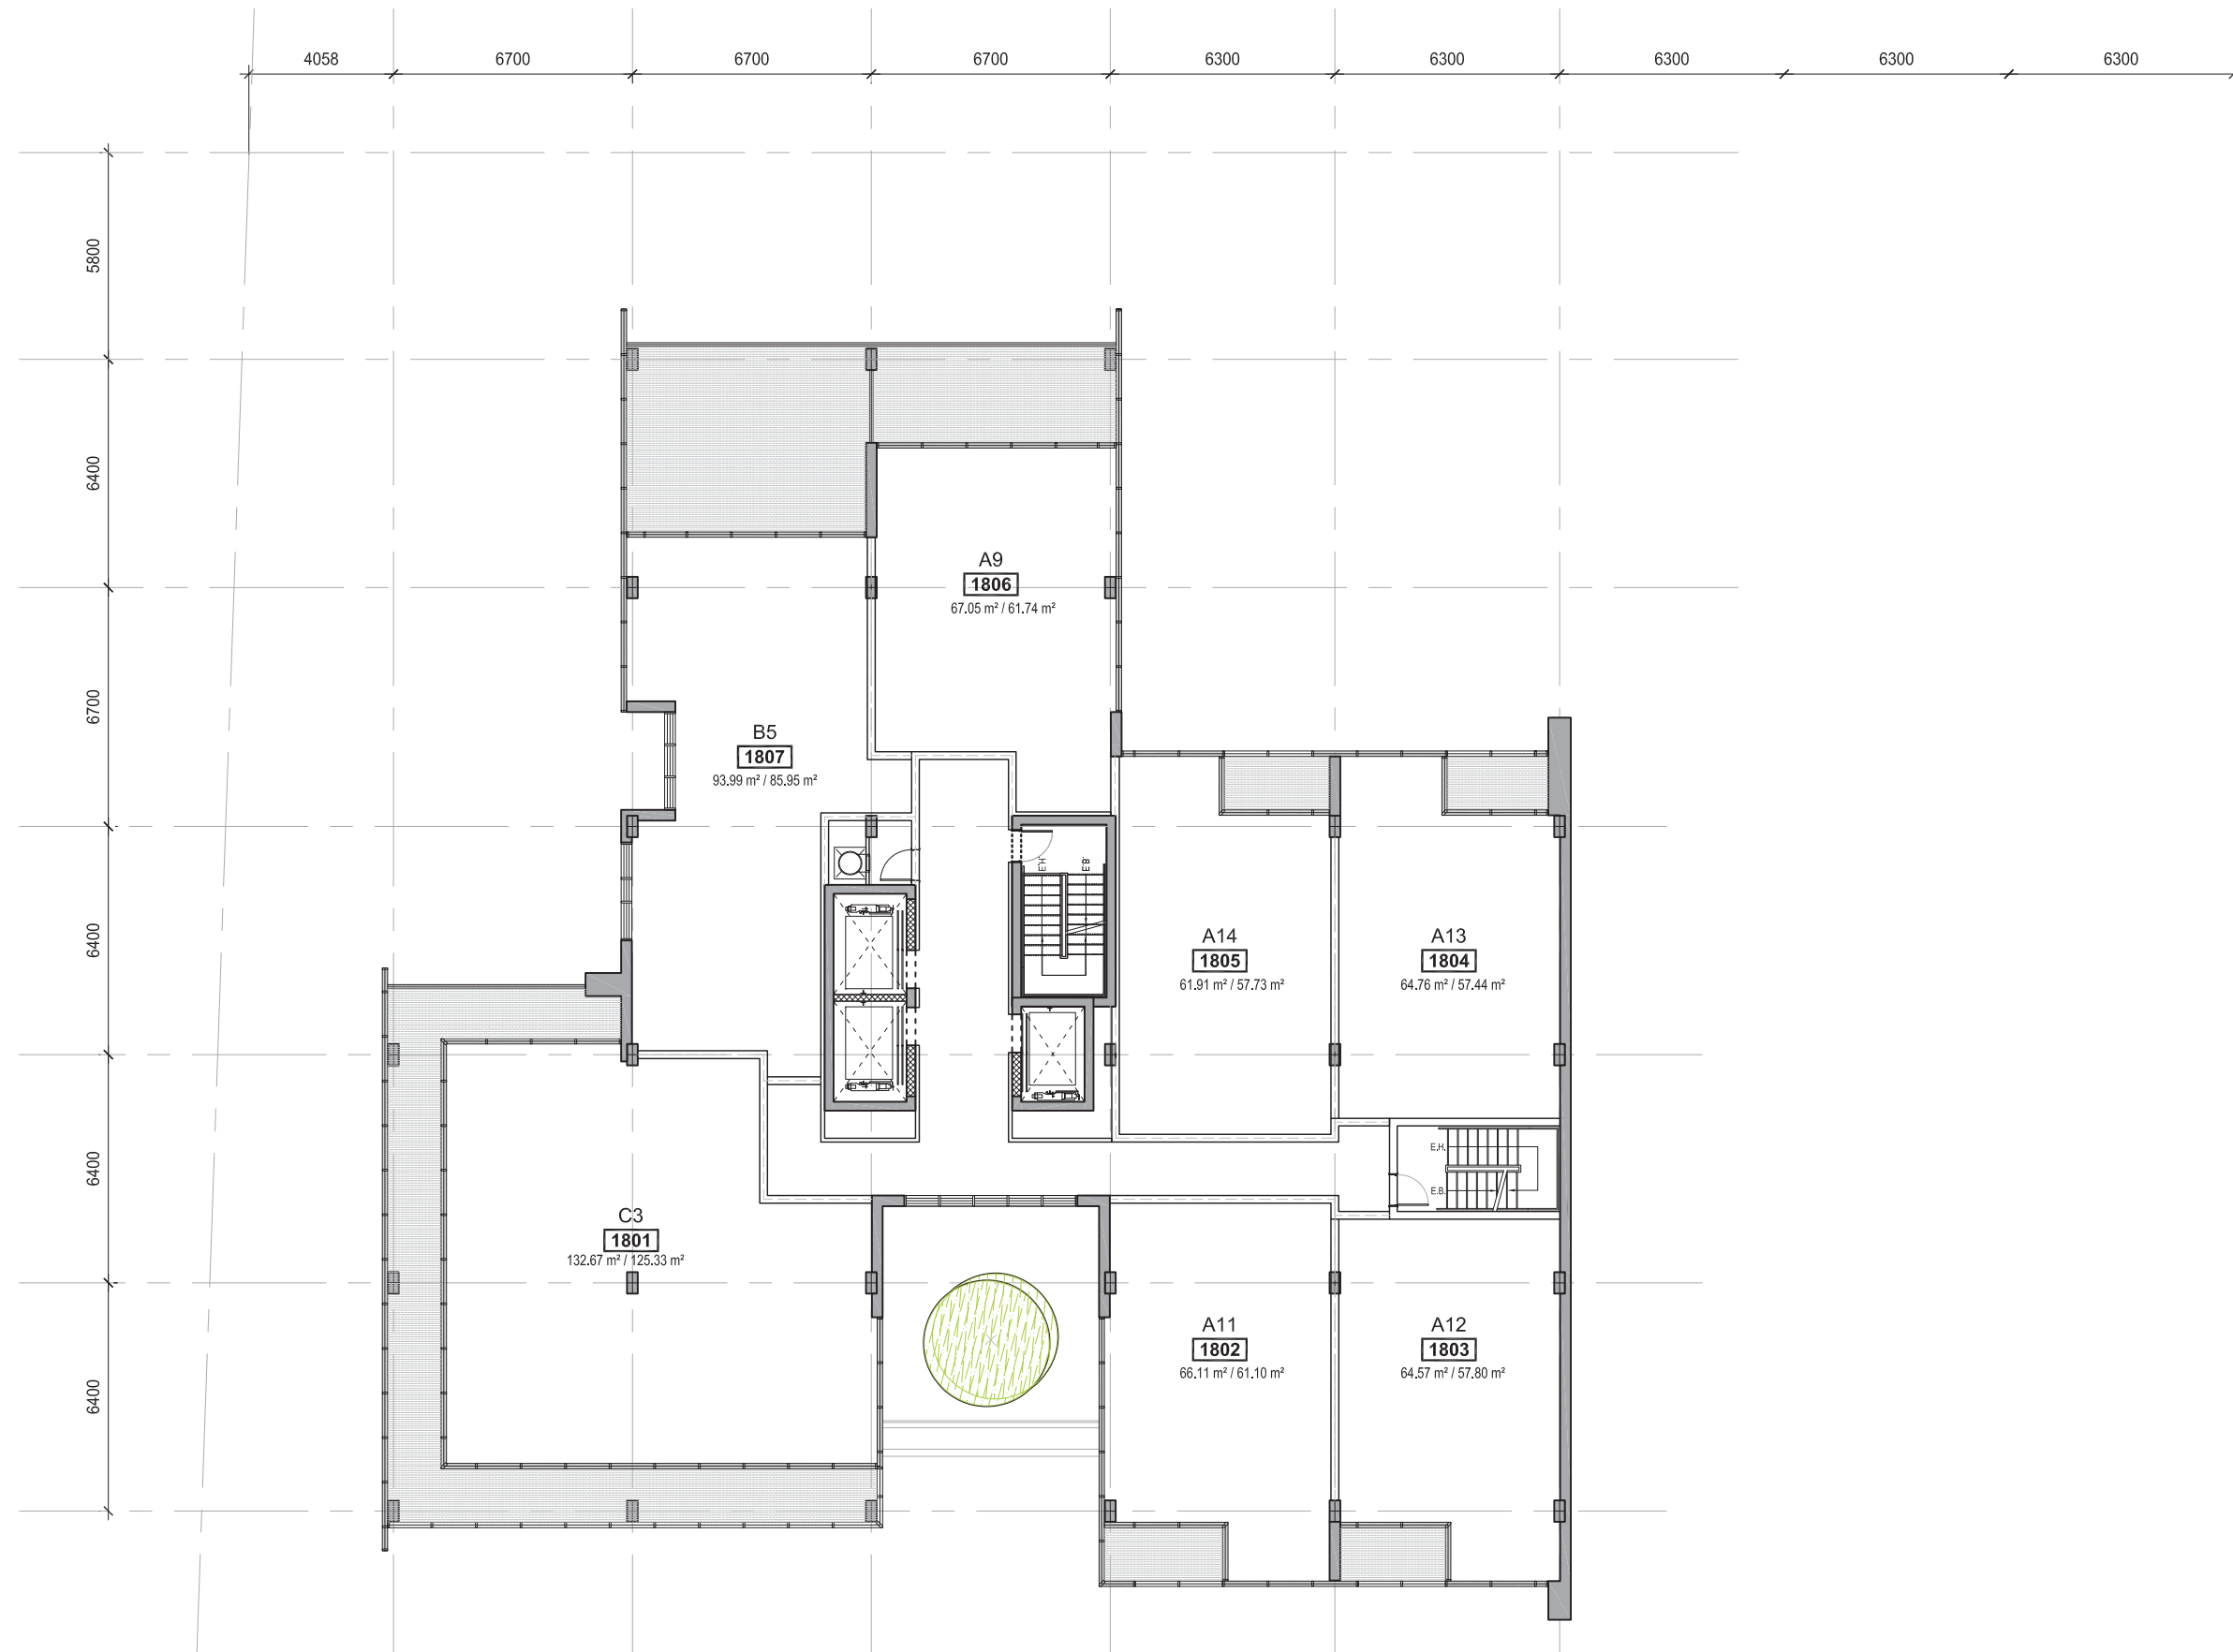 4058 6700 6700 6700 6300 6300 6300 6300 6300
5800
6400
6700
6400
6400
6400
A9
1806
67.05 m² / 61.74 m²
B5
1807
93.99 m² / 85.95 m²
E.H. E.B.
A14
1805
61.91 m² / 57.73 m²
A13
1804
64.76 m² / 57.44 m²
E.H.
E.B.
C3
1801
132.67 m² / 125.33 m²
A11
1802
66.11 m² / 61.10 m²
A12
1803
64.57 m² / 57.80 m²